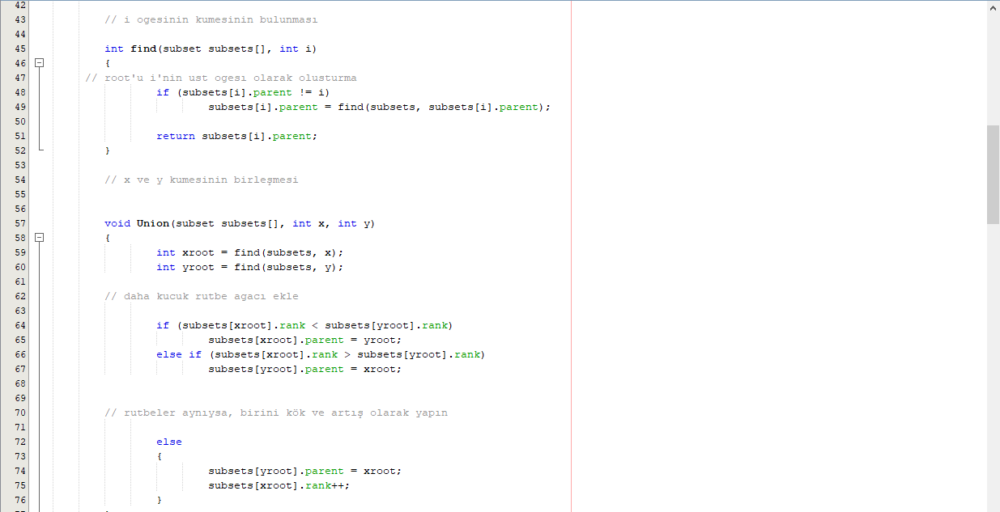 42
43 // i ogesinin kumesinin bulunması
44
45 int find(subset subsets[], int i)
46 {
47 // root'u i'nin ust ogesı olarak olusturma
48 if (subsets[i].parent != i)
49 subsets[i].parent = find(subsets, subsets[i].parent);
50
51 return subsets[i].parent;
52 }
53
54 // x ve y kumesinin birleşmesi
55
56
57 void Union(subset subsets[], int x, int y)
58 {
59 int xroot = find(subsets, x);
60 int yroot = find(subsets, y);
61
62 // daha kucuk rutbe agacı ekle
63
64 if (subsets[xroot].rank < subsets[yroot].rank)
65 subsets[xroot].parent = yroot;
66 else if (subsets[xroot].rank > subsets[yroot].rank)
67 subsets[yroot].parent = xroot;
68
69
70 // rutbeler aynıysa, birini kök ve artış olarak yapın
71
72 else
73 {
74 subsets[yroot].parent = xroot;
75 subsets[xroot].rank++;
76 }